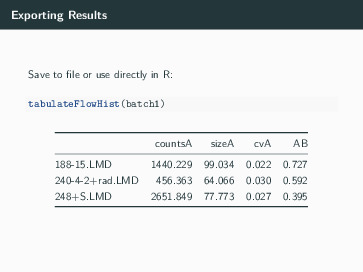 Exporting Results
Save to file or use directly in R:
tabulateFlowHist(batch1)
countsA sizeA cvA AB
188-15.LMD 1440.229 99.034 0.022 0.727
240-4-2+rad.LMD 456.363 64.066 0.030 0.592
248+S.LMD 2651.849 77.773 0.027 0.395